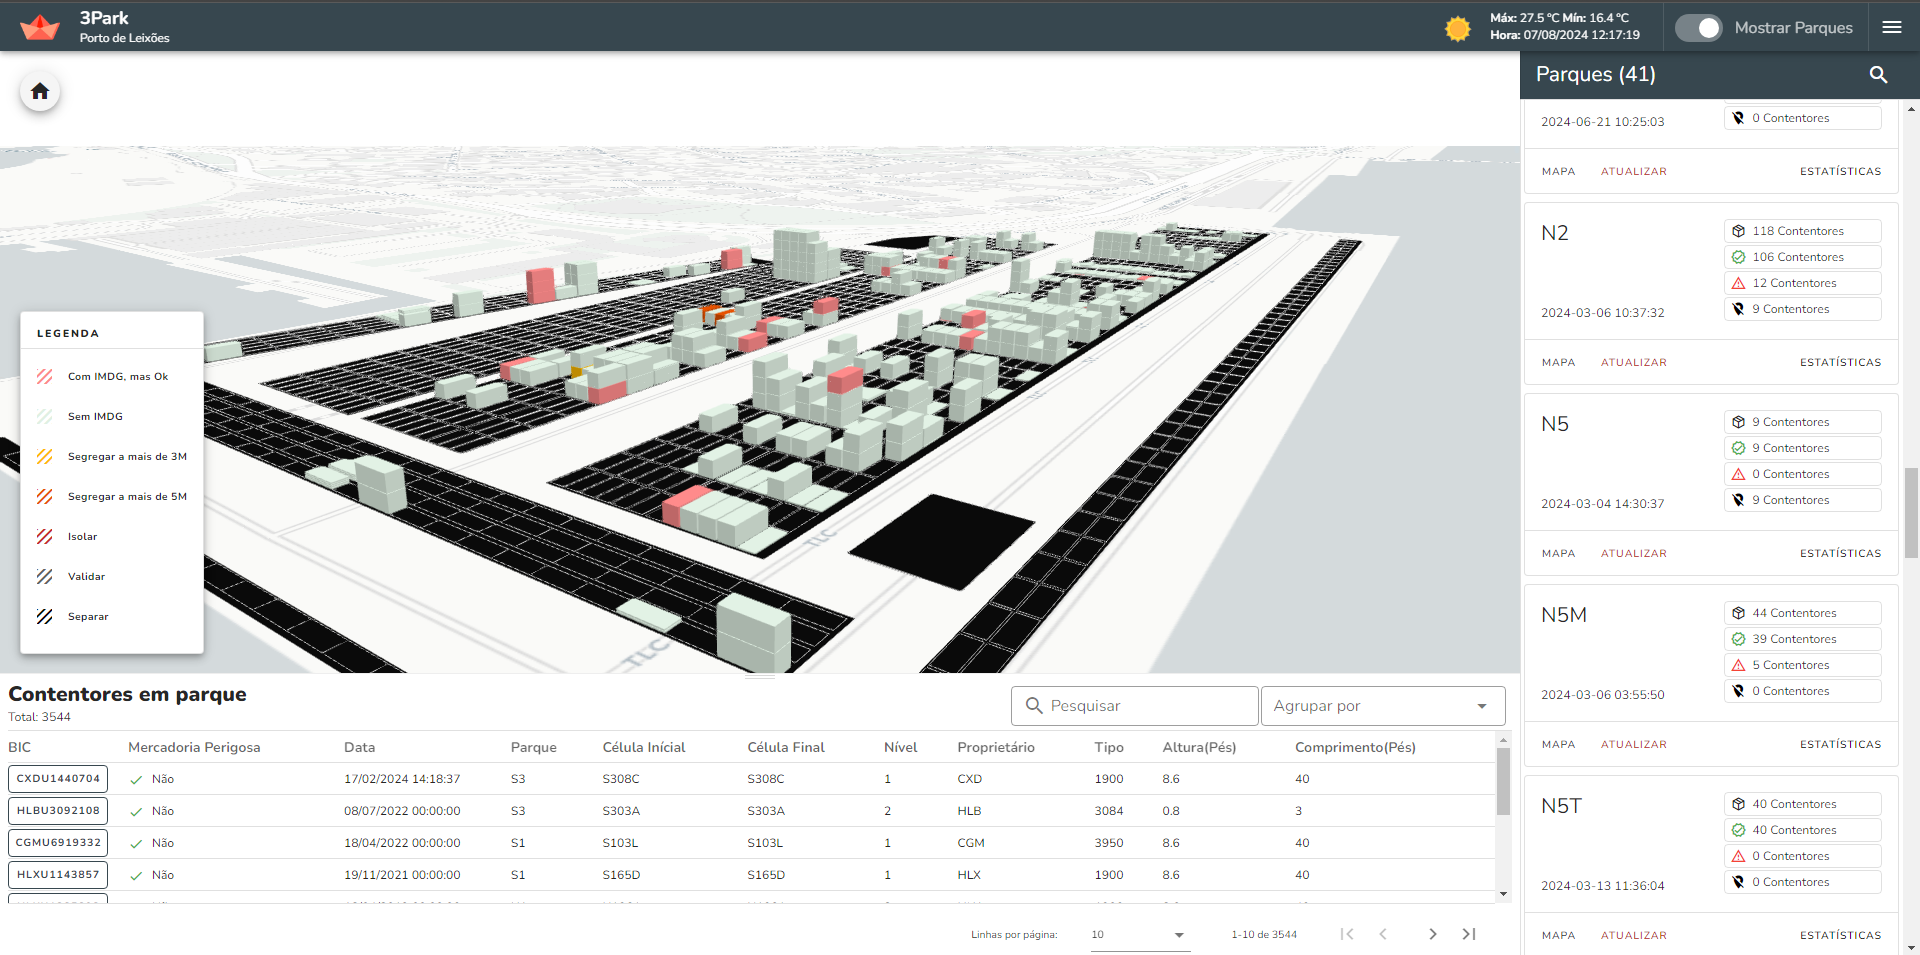 3Park
Porto de Leixões
Máx: 27.5 ºC Mín: 16.4 ºC
Hora: 07/08/2024 12:17:19
Mostrar Parques
Parques (41)
2024-06-21 10:25:03
0 Contentores
MAPA ATUALIZAR ESTATÍSTICAS
N2
118 Contentores
106 Contentores
12 Contentores
9 Contentores
2024-03-06 10:37:32
MAPA ATUALIZAR ESTATÍSTICAS
N5
9 Contentores
9 Contentores
0 Contentores
9 Contentores
2024-03-04 14:30:37
MAPA ATUALIZAR ESTATÍSTICAS
N5M
44 Contentores
39 Contentores
5 Contentores
0 Contentores
2024-03-06 03:55:50
MAPA ATUALIZAR ESTATÍSTICAS
N5T
40 Contentores
40 Contentores
0 Contentores
0 Contentores
2024-03-13 11:36:04
MAPA ATUALIZAR ESTATÍSTICAS
LEGENDA
Com IMDG, mas Ok
Sem IMDG
Segregar a mais de 3M
Segregar a mais de 5M
Isolar
Validar
Separar
TLC
TLC
Contentores em parque
Total: 3544
Pesquisar
Agrupar por
BIC Mercadoria Perigosa Data Parque Célula Inícial Célula Final Nível Proprietário Tipo Altura(Pés) Comprimento(Pés)
CXDU1440704 Não 17/02/2024 14:18:37 S3 S308C S308C 1 CXD 1900 8.6 40
HLBU3092108 Não 08/07/2022 00:00:00 S3 S303A S303A 2 HLB 3084 0.8 3
CGMU6919332 Não 18/04/2022 00:00:00 S1 S103L S103L 1 CGM 3950 8.6 40
HLXU1143857 Não 19/11/2021 00:00:00 S1 S165D S165D 1 HLX 1900 8.6 40
Linhas por página: 10 1-10 de 3544